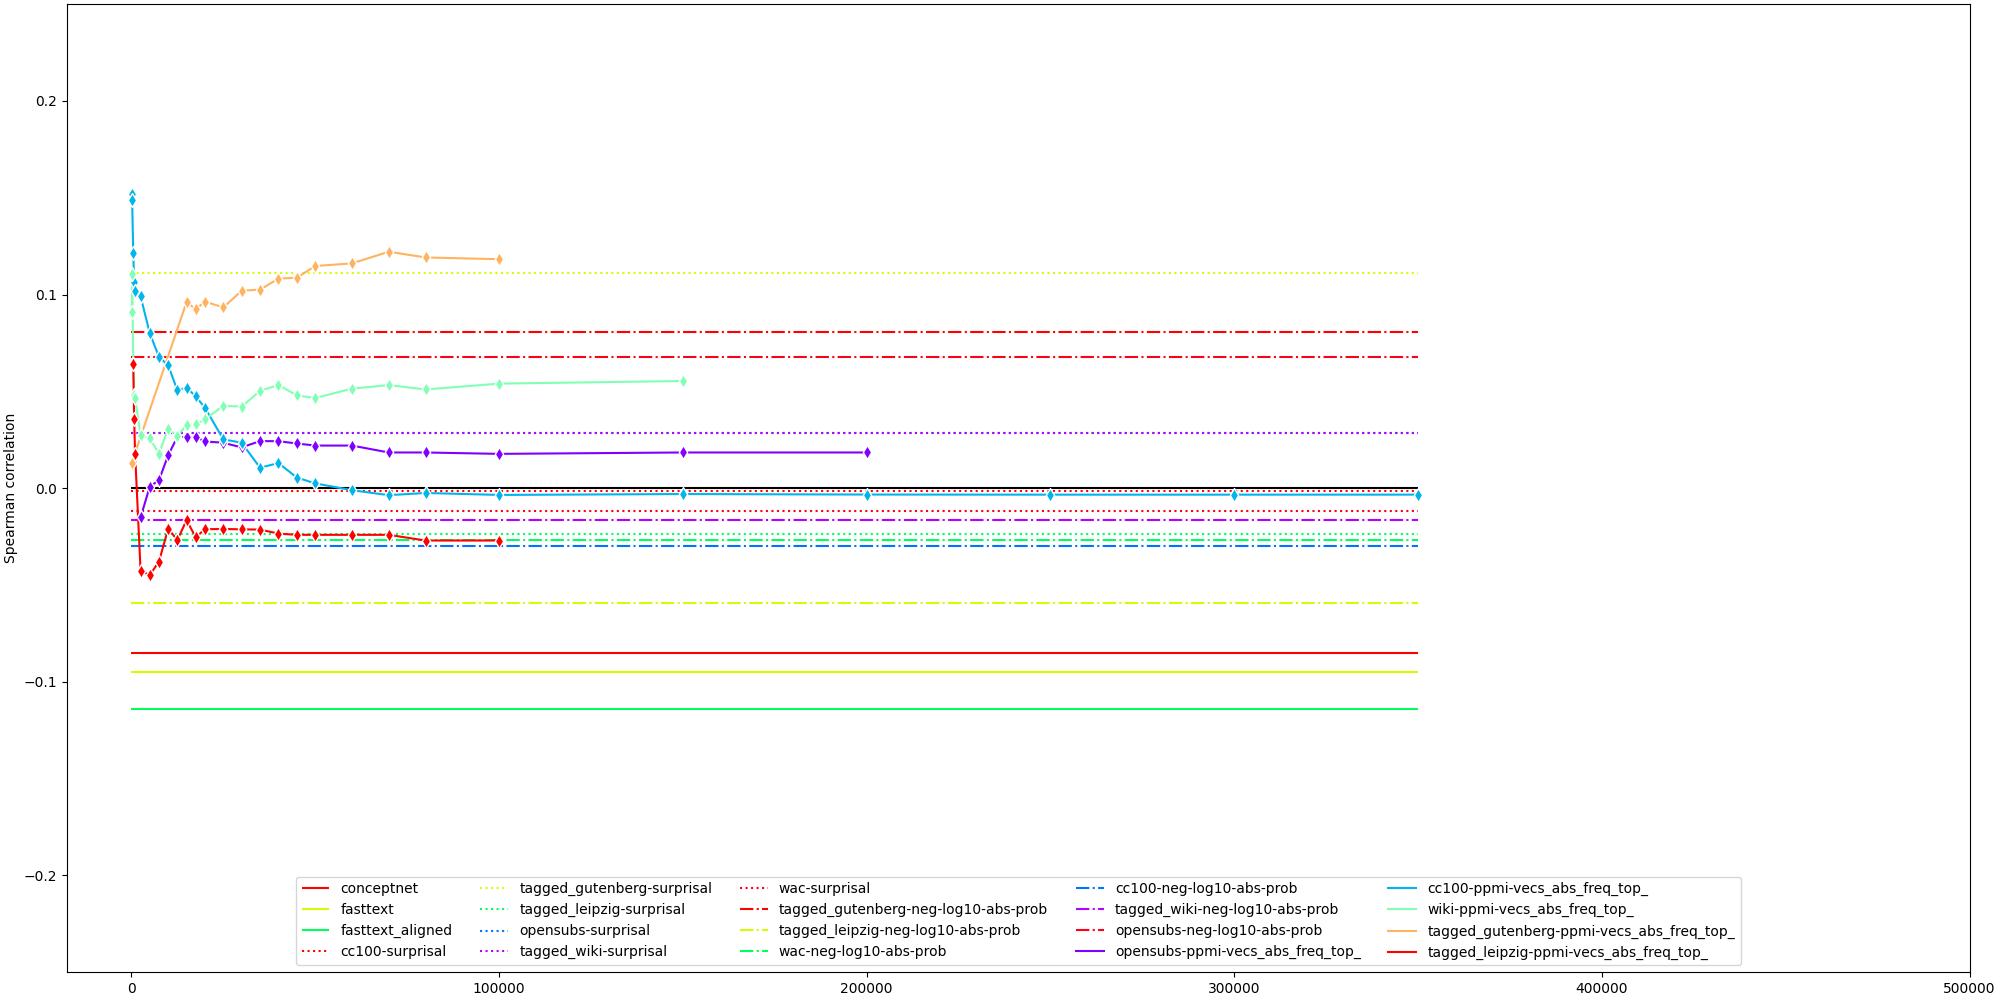 0.2
0.1
0.0
−0.1
−0.2
Spearman correlation
conceptnet
fasttext
fasttext_aligned
cc100-surprisal
tagged_gutenberg-surprisal
tagged_leipzig-surprisal
opensubs-surprisal
tagged_wiki-surprisal
wac-surprisal
tagged_gutenberg-neg-log10-abs-prob
tagged_leipzig-neg-log10-abs-prob
wac-neg-log10-abs-prob
cc100-neg-log10-abs-prob
tagged_wiki-neg-log10-abs-prob
opensubs-neg-log10-abs-prob
opensubs-ppmi-vecs_abs_freq_top_
cc100-ppmi-vecs_abs_freq_top_
wiki-ppmi-vecs_abs_freq_top_
tagged_gutenberg-ppmi-vecs_abs_freq_top_
tagged_leipzig-ppmi-vecs_abs_freq_top_
0 100000 200000 300000 400000 500000